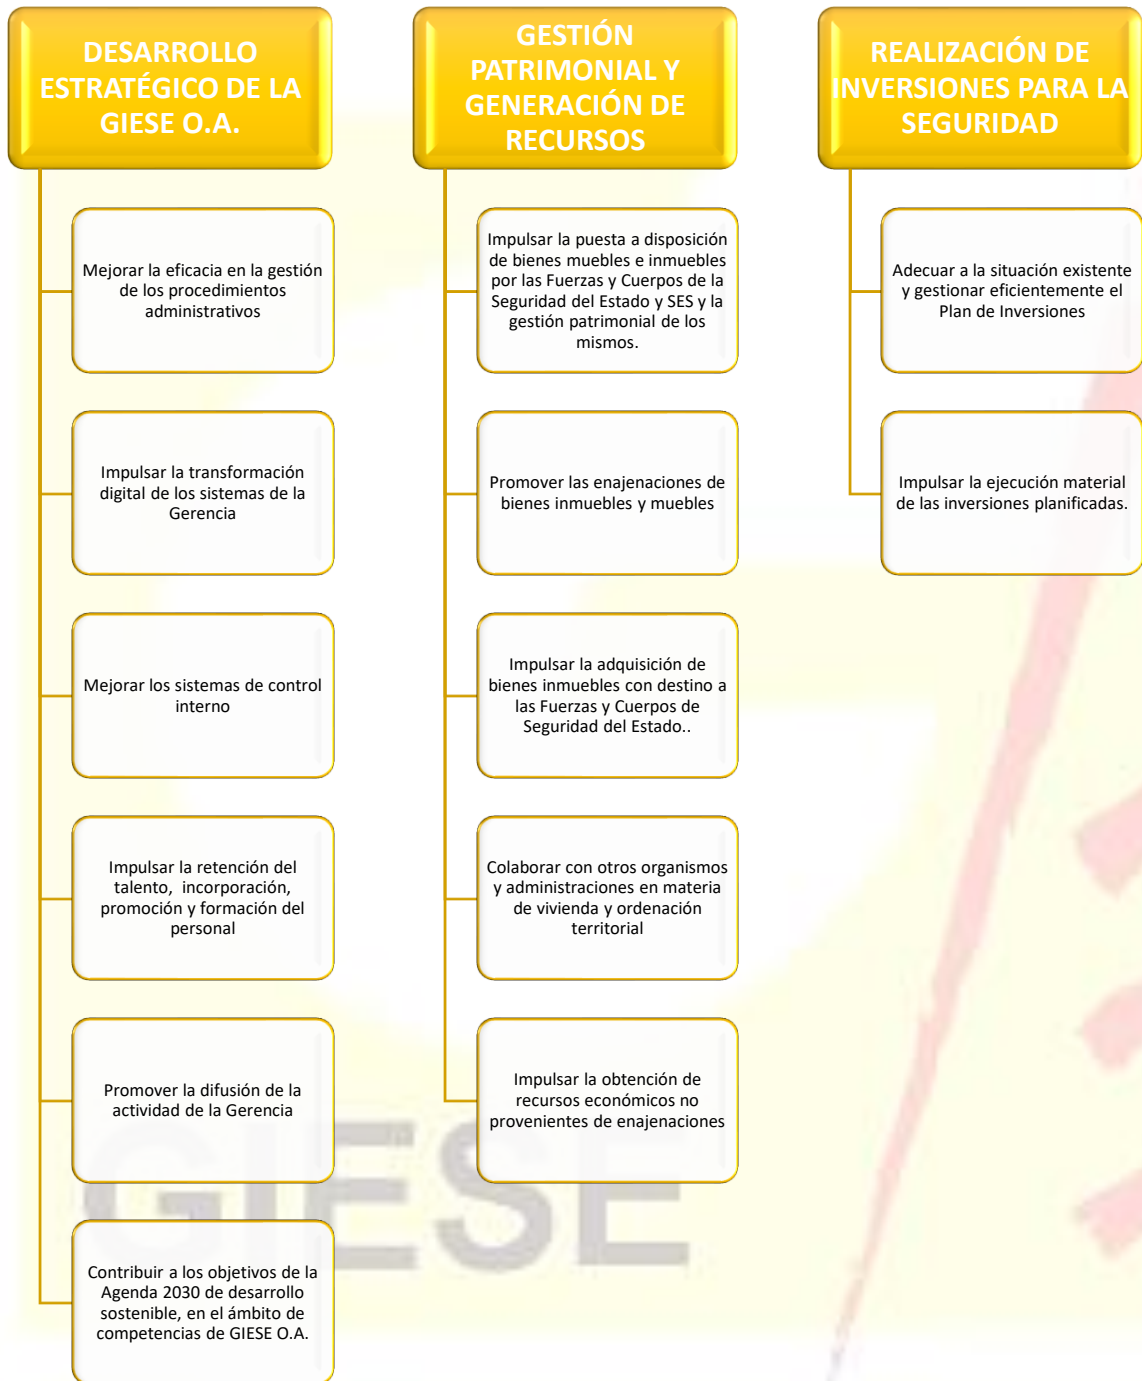 DESARROLLO
ESTRATÉGICO DE LA
GIESE O.A.
Mejorar la eficacia en la gestión
de los procedimientos
administrativos
Impulsar la transformación
digital de los sistemas de la
Gerencia
Mejorar los sistemas de control
interno
Impulsar la retención del
talento, incorporación,
promoción y formación del
personal
Promover la difusión de la
actividad de la Gerencia
Contribuir a los objetivos de la
Agenda 2030 de desarrollo
sostenible, en el ámbito de
competencias de GIESE O.A.
GESTIÓN
PATRIMONIAL Y
GENERACIÓN DE
RECURSOS
Impulsar la puesta a disposición
de bienes muebles e inmuebles
por las Fuerzas y Cuerpos de la
Seguridad del Estado y SES y la
gestión patrimonial de los
mismos.
Promover las enajenaciones de
bienes inmuebles y muebles
Impulsar la adquisición de
bienes inmuebles con destino a
las Fuerzas y Cuerpos de
Seguridad del Estado..
Colaborar con otros organismos
y administraciones en materia
de vivienda y ordenación
territorial
Impulsar la obtención de
recursos económicos no
provenientes de enajenaciones
REALIZACIÓN DE
INVERSIONES PARA LA
SEGURIDAD
Adecuar a la situación existente
y gestionar eficientemente el
Plan de Inversiones
Impulsar la ejecución material
de las inversiones planificadas.
GIESE